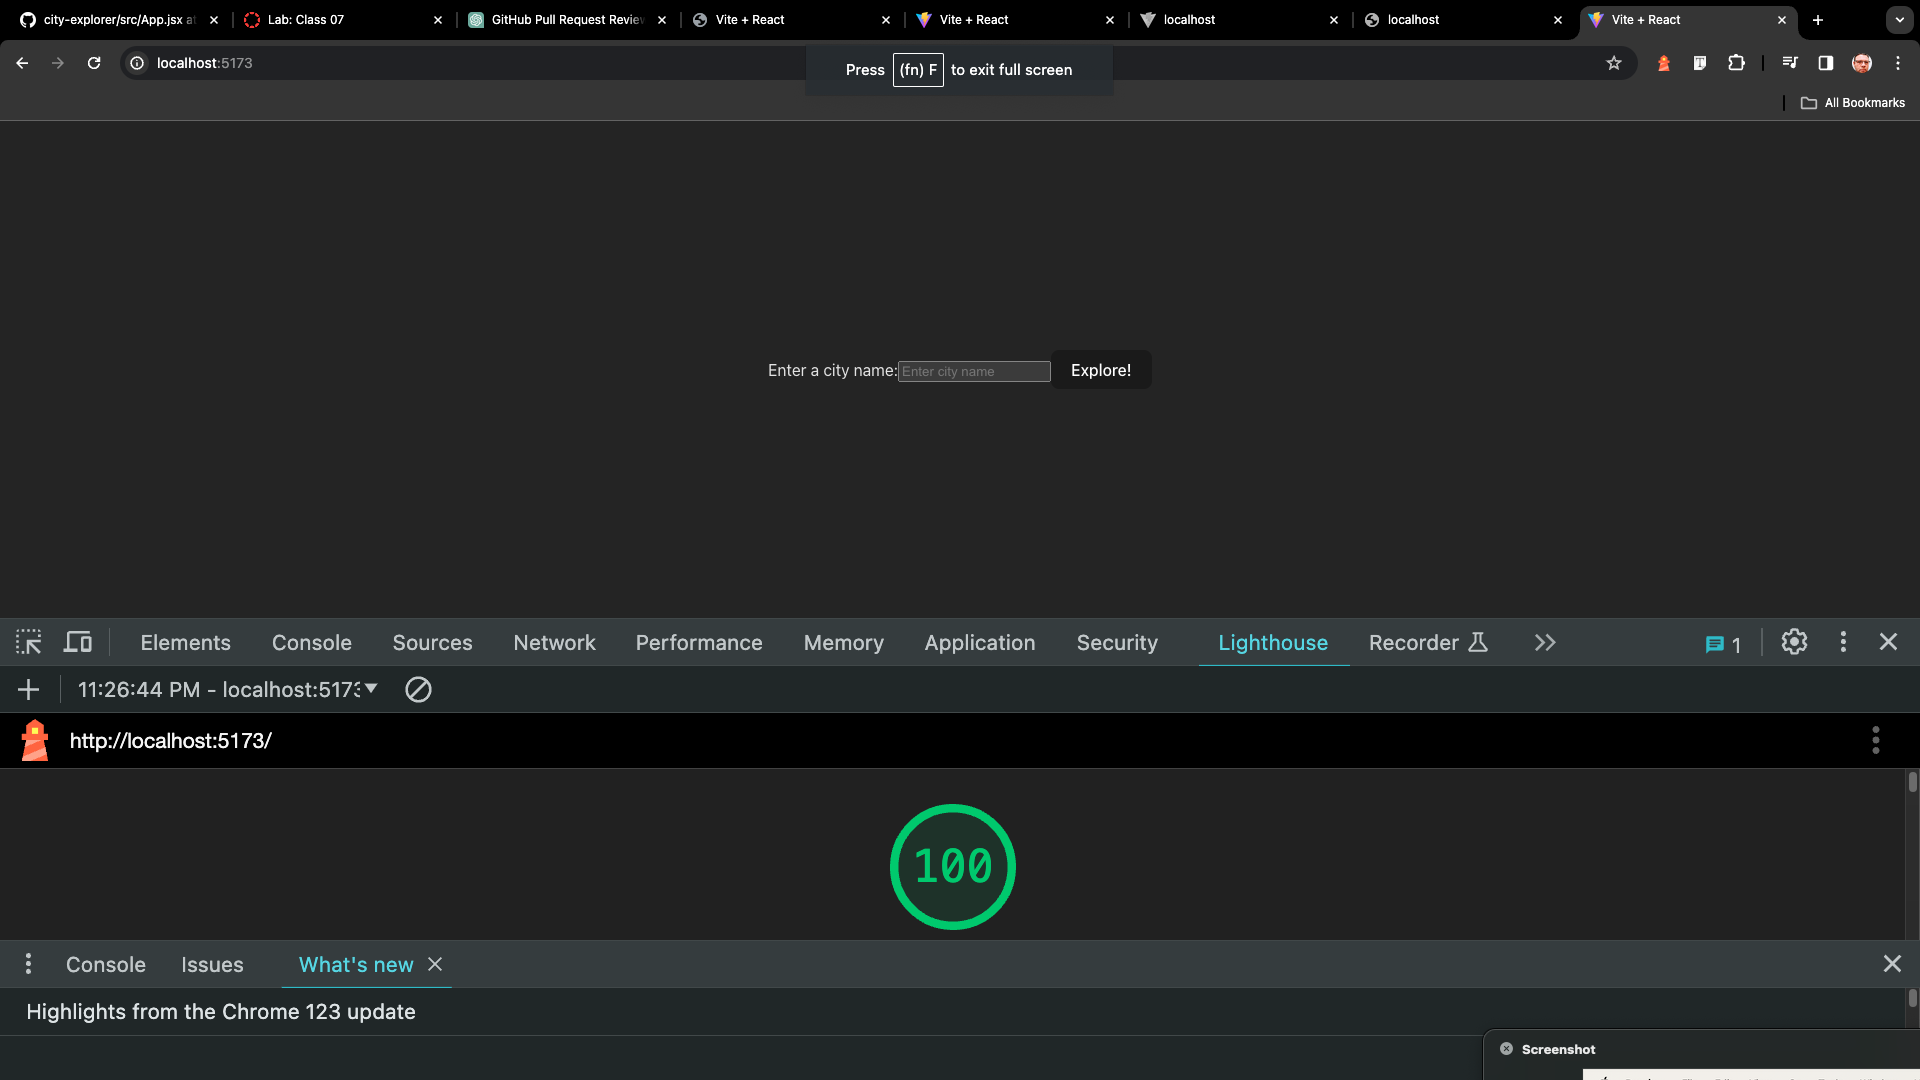 city-explorer/src/App.jsx at
Lab: Class 07
GitHub Pull Request Review
Vite + React
Vite + React
localhost
localhost
Vite + React
localhost:5173
Press (fn) F to exit full screen
All Bookmarks
Enter a city name: Enter city name Explore!
Elements Console Sources Network Performance Memory Application Security Lighthouse Recorder 1
11:26:44 PM - localhost:5173
http://localhost:5173/
100
Console Issues What's new
Highlights from the Chrome 123 update
Screenshot